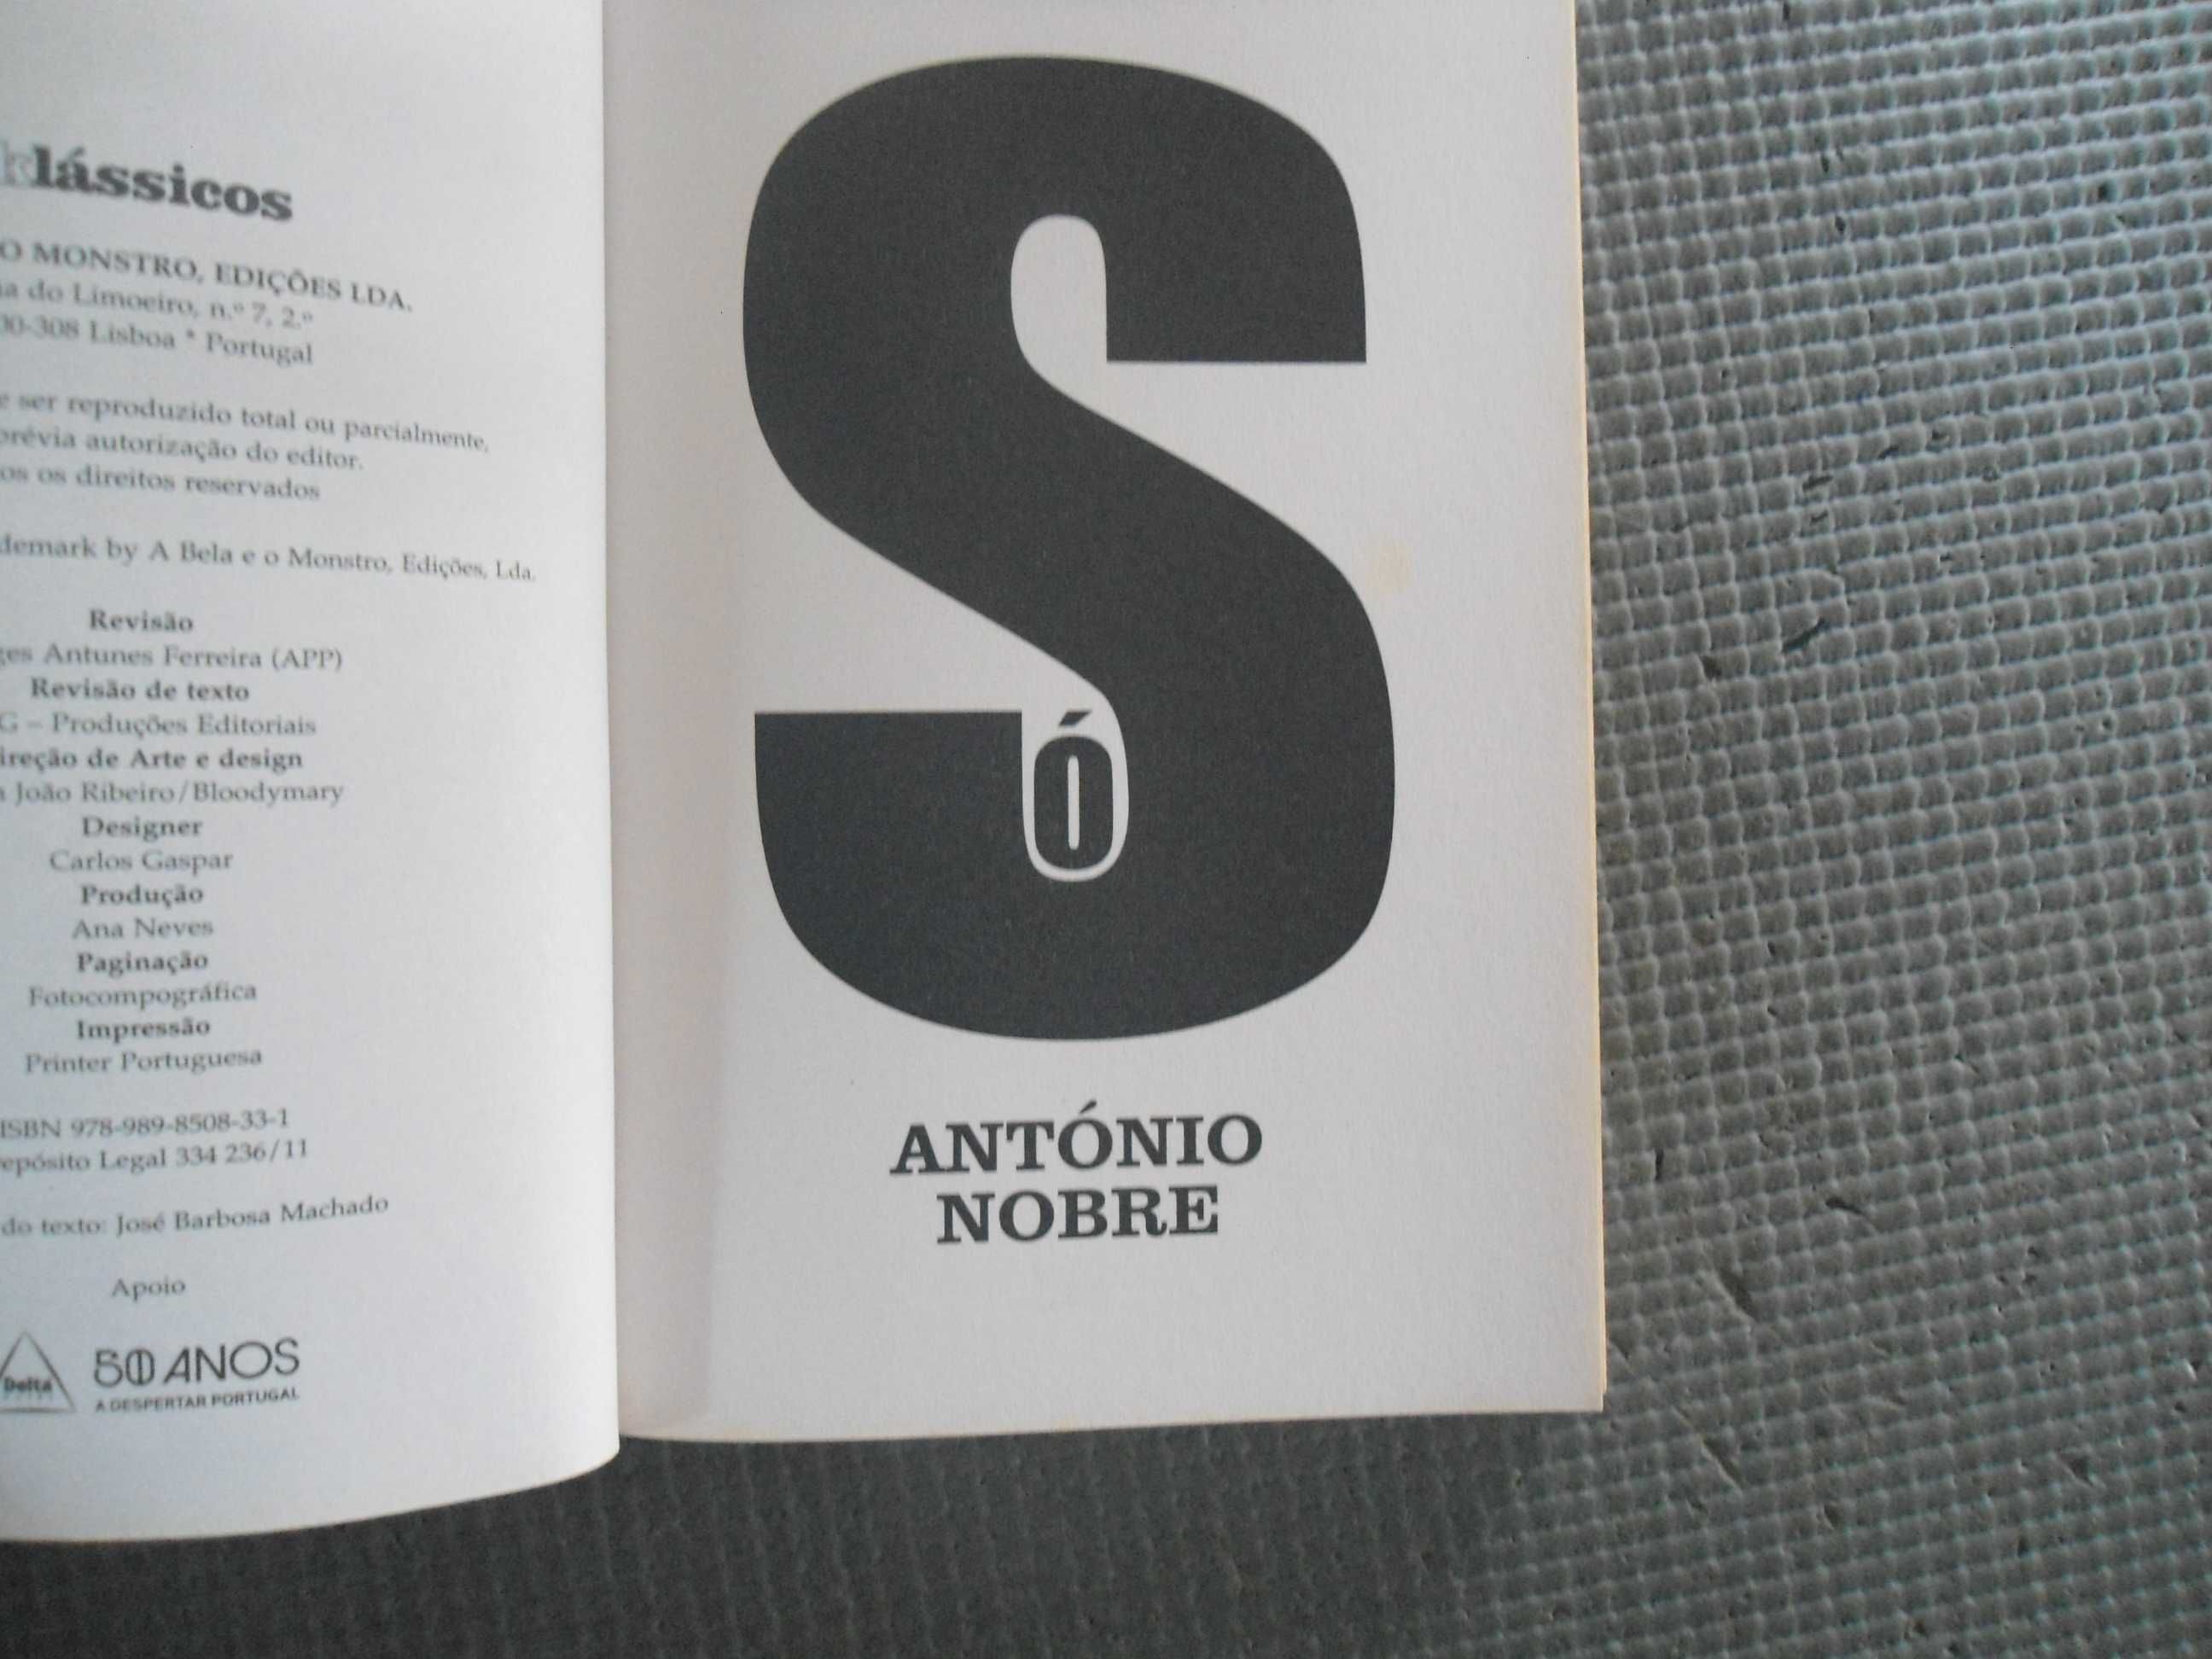 klássicos
O MONSTRO, EDIÇÕES LDA.
do Limoeiro, n.º 7, 2.º
00-308 Lisboa * Portugal
ser reproduzido total ou parcialmente,
prévia autorização do editor.
os direitos reservados
demark by A Bela e o Monstro, Edições, Lda.
Revisão
ges Antunes Ferreira (APP)
Revisão de texto
G – Produções Editoriais
ireção de Arte e design
João Ribeiro/Bloodymary
Designer
Carlos Gaspar
Produção
Ana Neves
Paginação
Fotocompográfica
Impressão
Printer Portuguesa
ISBN 978-989-8508-33-1
epósito Legal 334 236/11
do texto: José Barbosa Machado
Apoio
Delta
50 ANOS
A DESPERTAR PORTUGAL
SÓ
ANTÓNIO
NOBRE